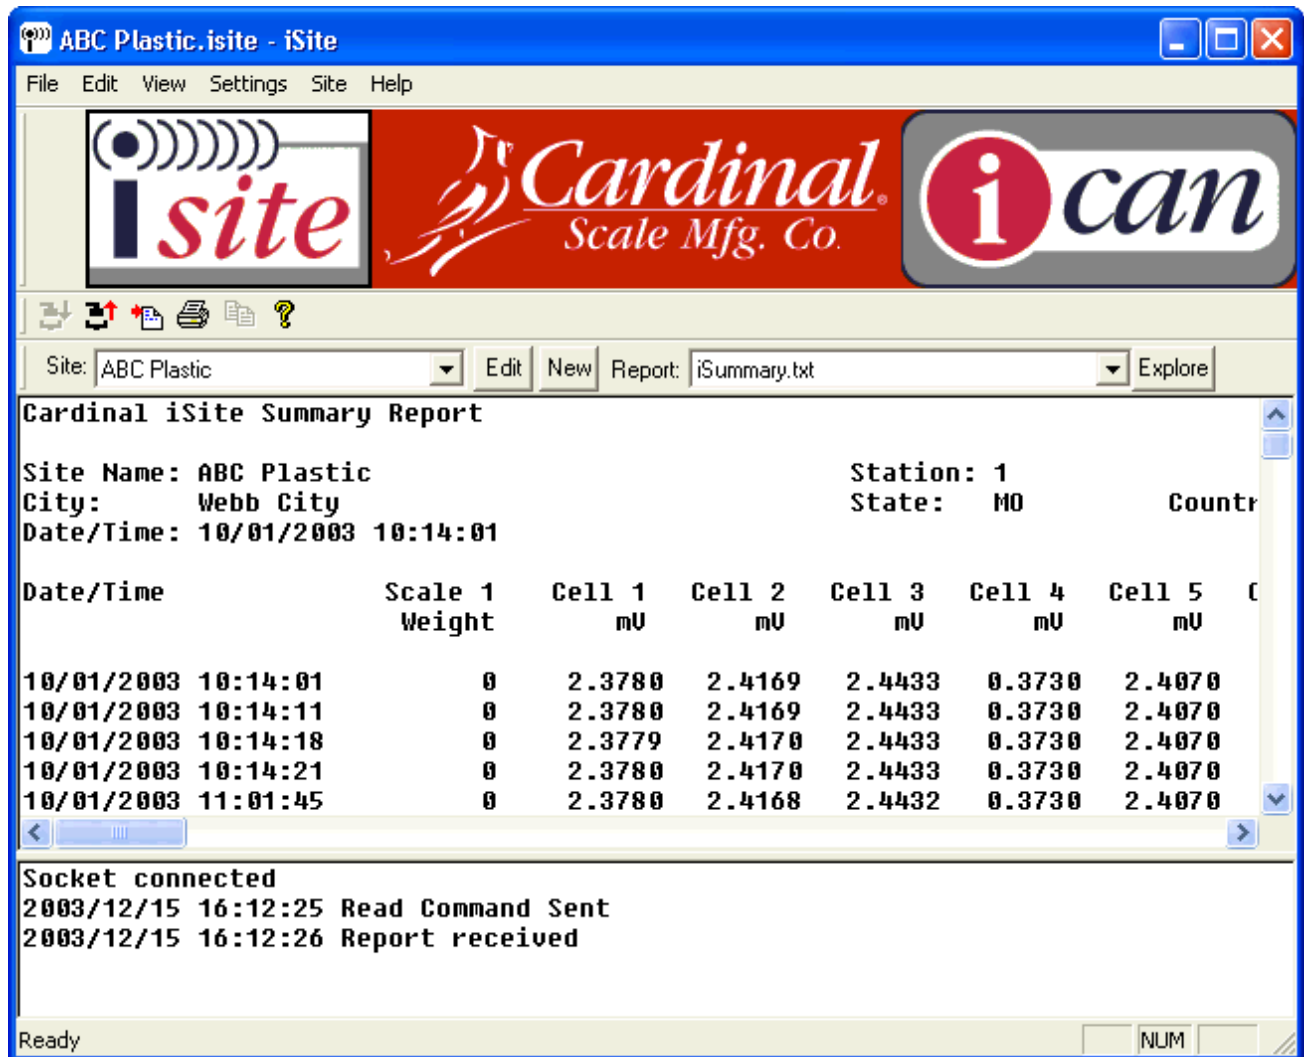 ABC Plastic.isite - iSite
File Edit View Settings Site Help
isite
Cardinal®
Scale Mfg. Co.
i can
Site: ABC Plastic Edit New Report: iSummary.txt Explore
Cardinal iSite Summary Report
Site Name: ABC Plastic Station: 1
City: Webb City State: MO Countr
Date/Time: 10/01/2003 10:14:01
Date/Time Scale 1 Cell 1 Cell 2 Cell 3 Cell 4 Cell 5 C
Weight mV mV mV mV mV
10/01/2003 10:14:01 0 2.3780 2.4169 2.4433 0.3730 2.4070
10/01/2003 10:14:11 0 2.3780 2.4169 2.4433 0.3730 2.4070
10/01/2003 10:14:18 0 2.3779 2.4170 2.4433 0.3730 2.4070
10/01/2003 10:14:21 0 2.3780 2.4170 2.4433 0.3730 2.4070
10/01/2003 11:01:45 0 2.3780 2.4168 2.4432 0.3730 2.4070
Socket connected
2003/12/15 16:12:25 Read Command Sent
2003/12/15 16:12:26 Report received
Ready NUM